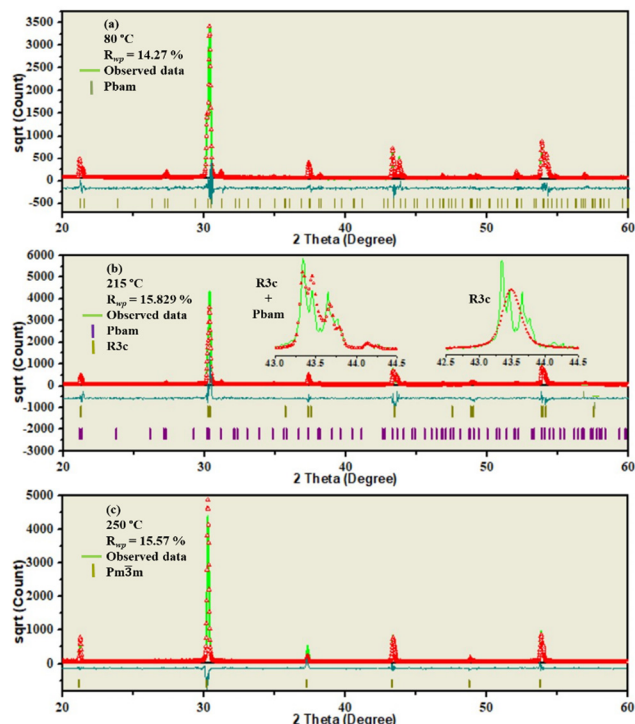 (a)
80 °C
Rwp = 14.27 %
Observed data
Pbam
sqrt (Count)
3500
3000
2500
2000
1500
1000
500
0
-500
20 30 40 50 60
2 Theta (Degree)
(b)
215 °C
Rwp = 15.829 %
Observed data
Pbam
R3c
R3c
+
Pbam
43.0 43.5 44.0 44.5
R3c
42.5 43.0 43.5 44.0 44.5
sqrt (Count)
6000
5000
4000
3000
2000
1000
0
-1000
-2000
-3000
20 30 40 50 60
2 Theta (Degree)
(c)
250 °C
Rwp = 15.57 %
Observed data
Pm3̅m
sqrt (Count)
5000
4000
3000
2000
1000
0
20 30 40 50 60
2 Theta (Degree)